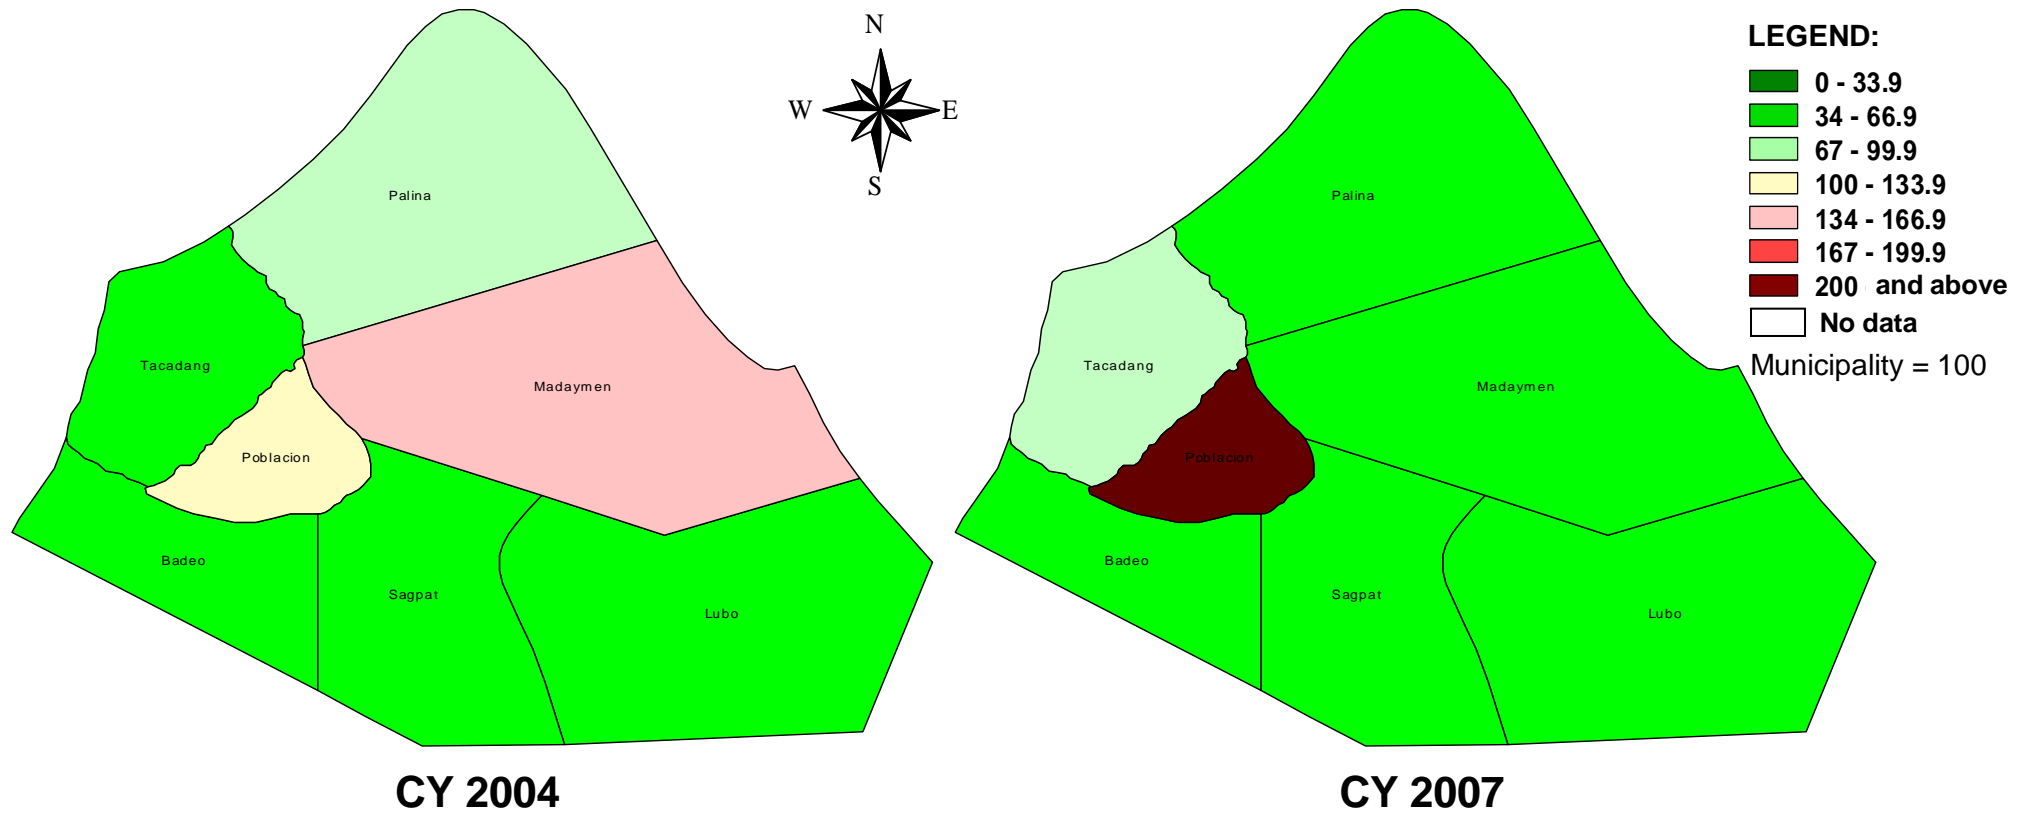 N
W
E
S
Palina
Tacadang
Madaymen
Poblacion
Badeo
Sagpat
Lubo
CY 2004
Palina
Tacadang
Madaymen
Poblacion
Badeo
Sagpat
Lubo
CY 2007
LEGEND:
0 - 33.9
34 - 66.9
67 - 99.9
100 - 133.9
134 - 166.9
167 - 199.9
200 and above
No data
Municipality = 100